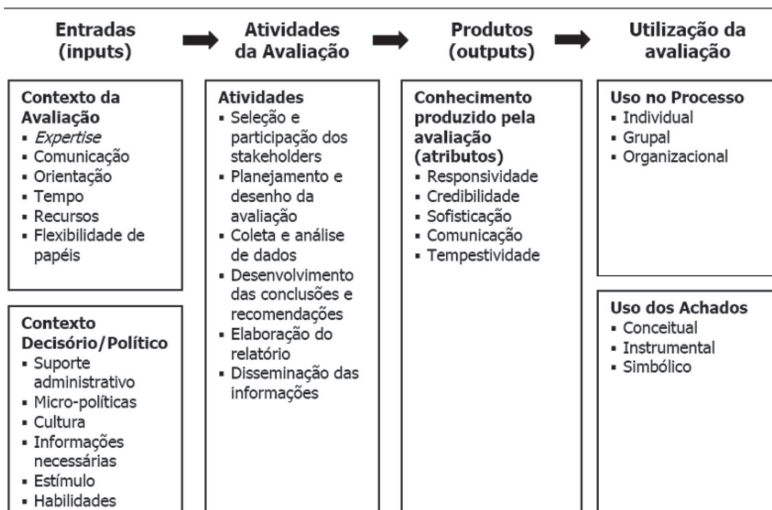 Entradas
(inputs)
Atividades
da Avaliação
Produtos
(outputs)
Utilização da
avaliação
Contexto da
Avaliação
▪ Expertise
▪ Comunicação
▪ Orientação
▪ Tempo
▪ Recursos
▪ Flexibilidade de
papéis
Contexto
Decisório/Político
▪ Suporte
administrativo
▪ Micro-políticas
▪ Cultura
▪ Informações
necessárias
▪ Estímulo
▪ Habilidades
Atividades
▪ Seleção e
participação dos
stakeholders
▪ Planejamento e
desenho da
avaliação
▪ Coleta e análise
de dados
▪ Desenvolvimento
das conclusões e
recomendações
▪ Elaboração do
relatório
▪ Disseminação das
informações
Conhecimento
produzido pela
avaliação
(atributos)
▪ Responsividade
▪ Credibilidade
▪ Sofisticação
▪ Comunicação
▪ Tempestividade
Uso no Processo
▪ Individual
▪ Grupal
▪ Organizacional
Uso dos Achados
▪ Conceitual
▪ Instrumental
▪ Simbólico